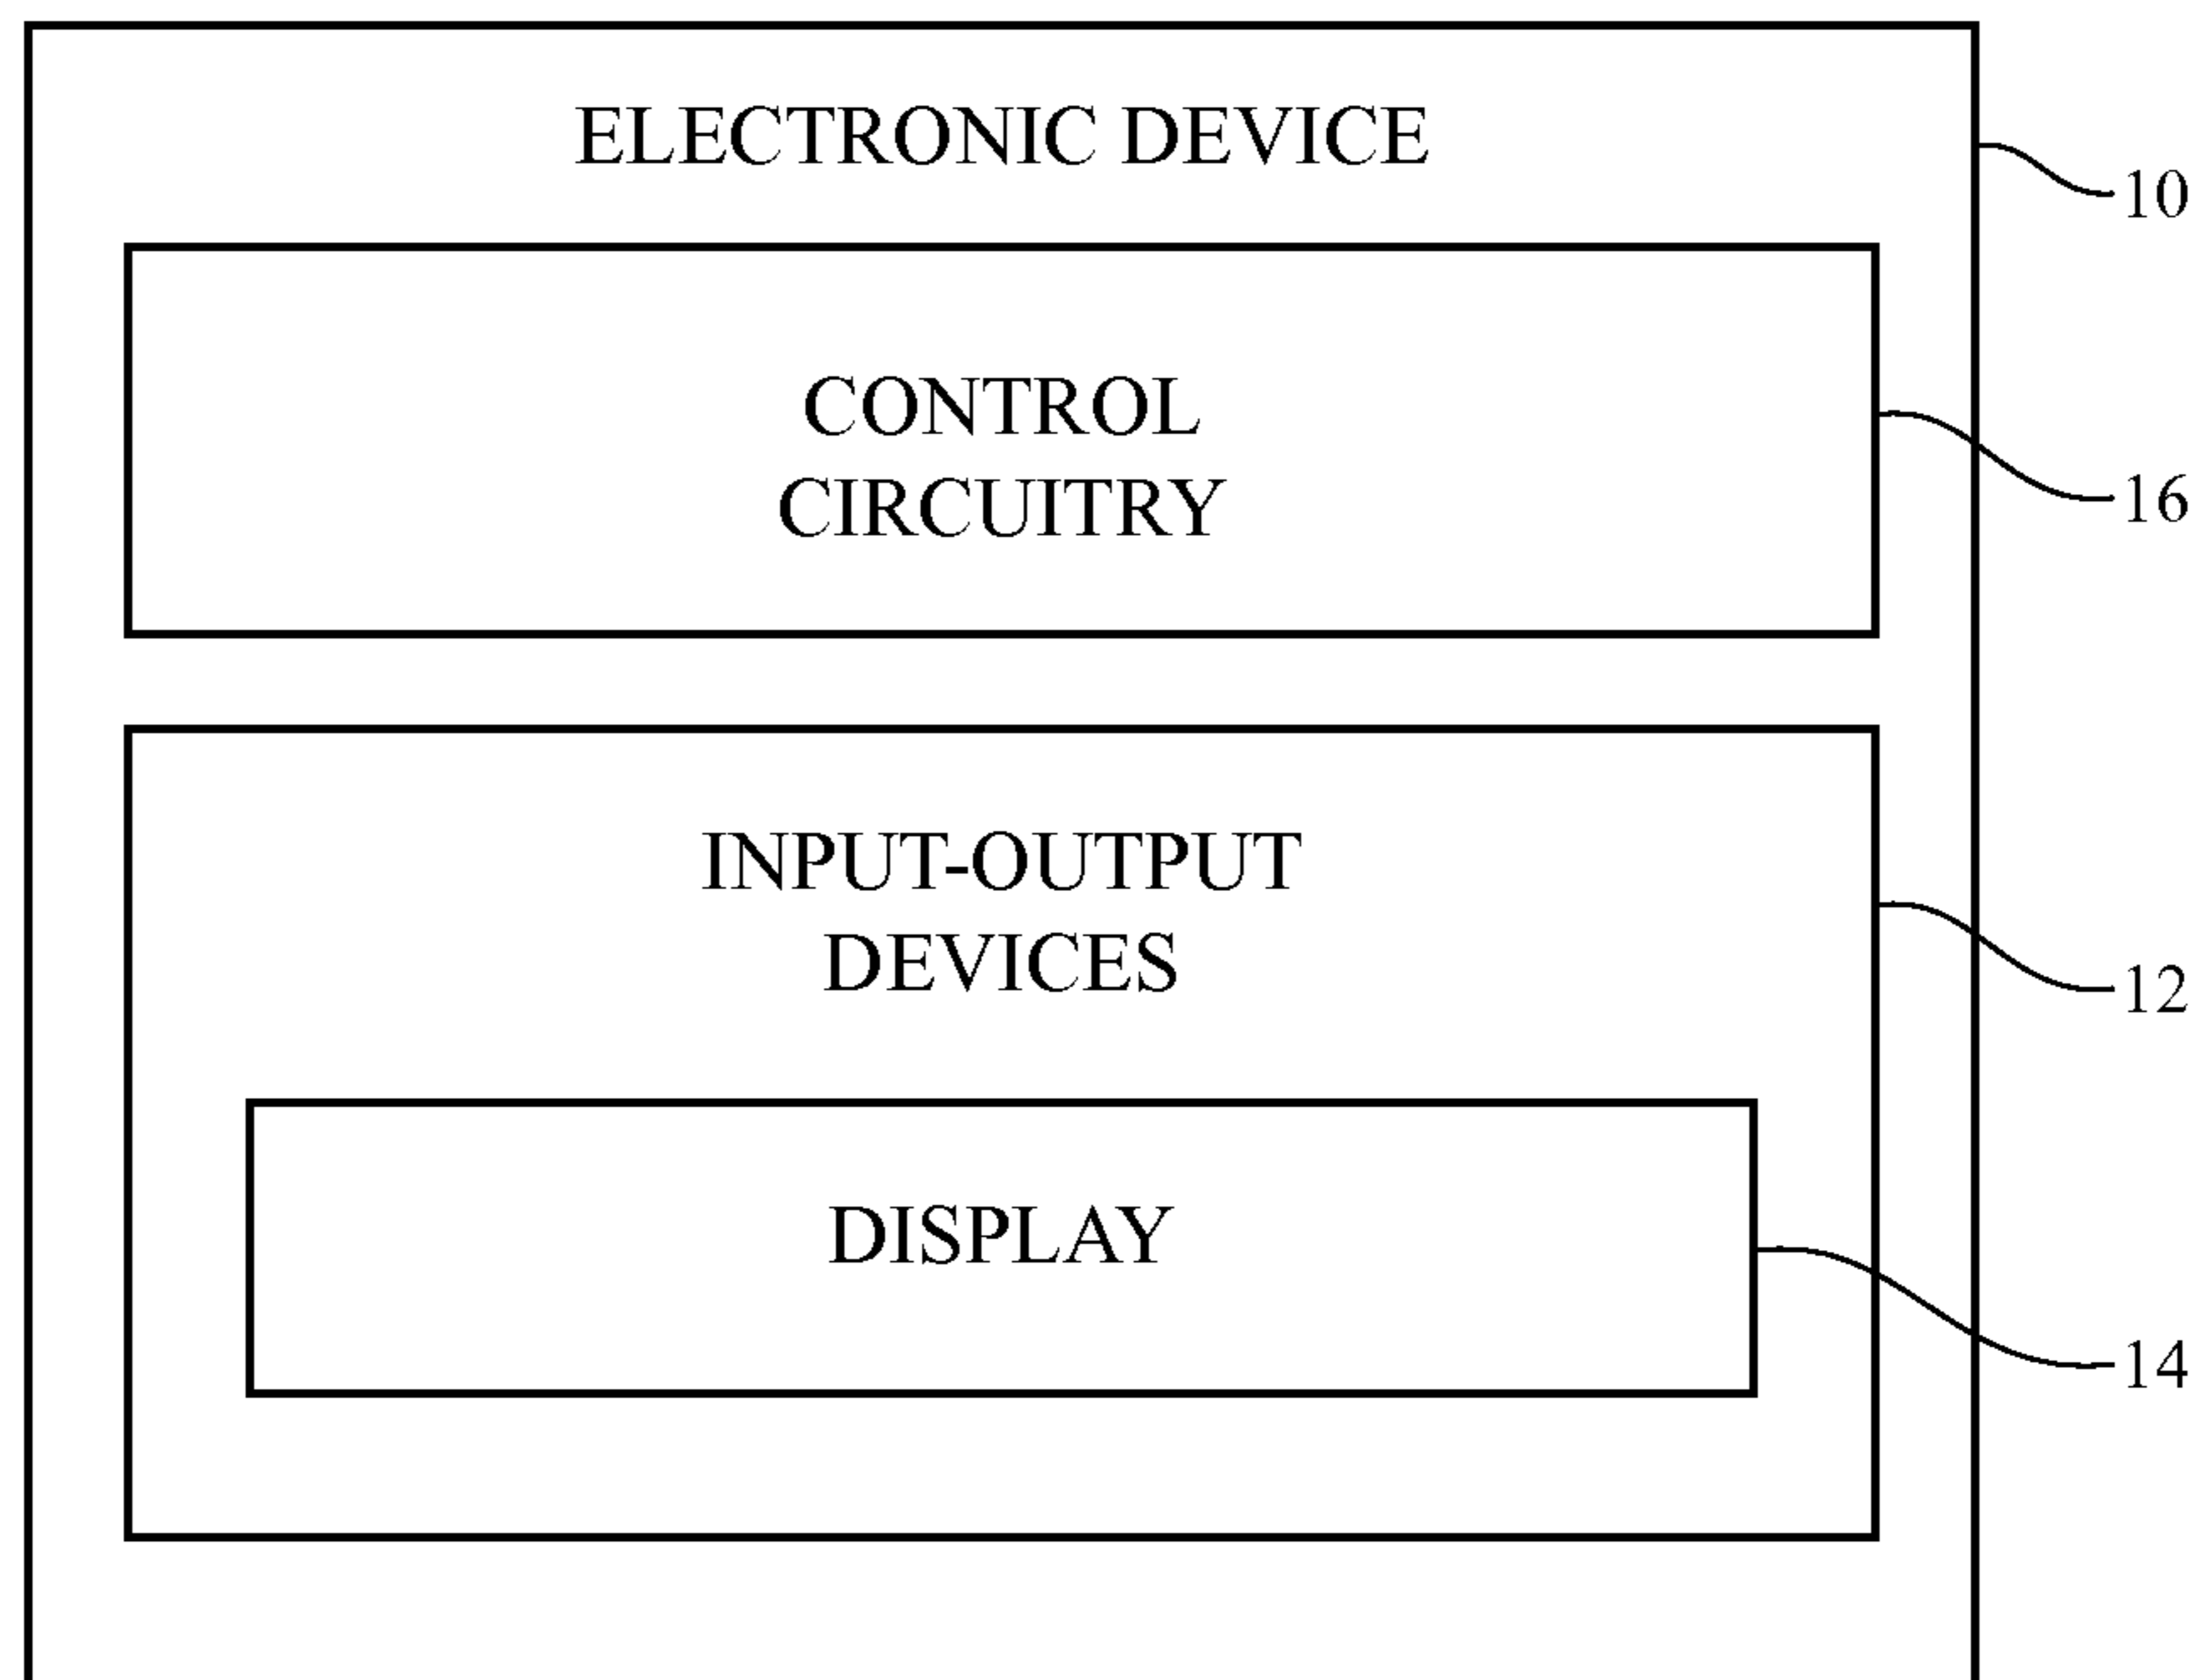 ELECTRONIC DEVICE
10
CONTROL
CIRCUITRY
16
INPUT-OUTPUT
DEVICES
12
DISPLAY
14